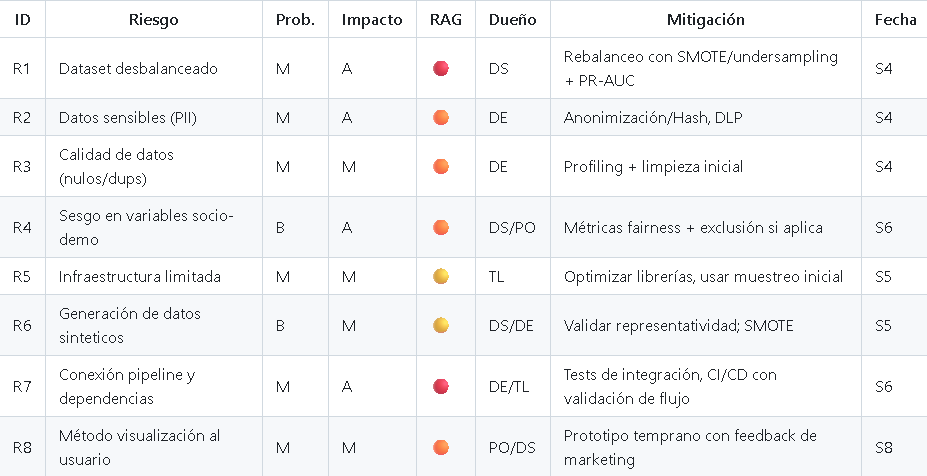 ID Riesgo Prob. Impacto RAG Dueño Mitigación Fecha
R1 Dataset desbalanceado M A DS Rebalanceo con SMOTE/undersampling S4
+ PR-AUC
R2 Datos sensibles (PII) M A DE Anonimización/Hash, DLP S4
R3 Calidad de datos M M DE Profiling + limpieza inicial S4
(nulos/dups)
R4 Sesgo en variables socio- B A DS/PO Métricas fairness + exclusión si aplica S6
demo
R5 Infraestructura limitada M M TL Optimizar librerías, usar muestreo inicial S5
R6 Generación de datos B M DS/DE Validar representatividad; SMOTE S5
sinteticos
R7 Conexión pipeline y M A DE/TL Tests de integración, CI/CD con S6
dependencias validación de flujo
R8 Método visualización al M M PO/DS Prototipo temprano con feedback de S8
usuario marketing